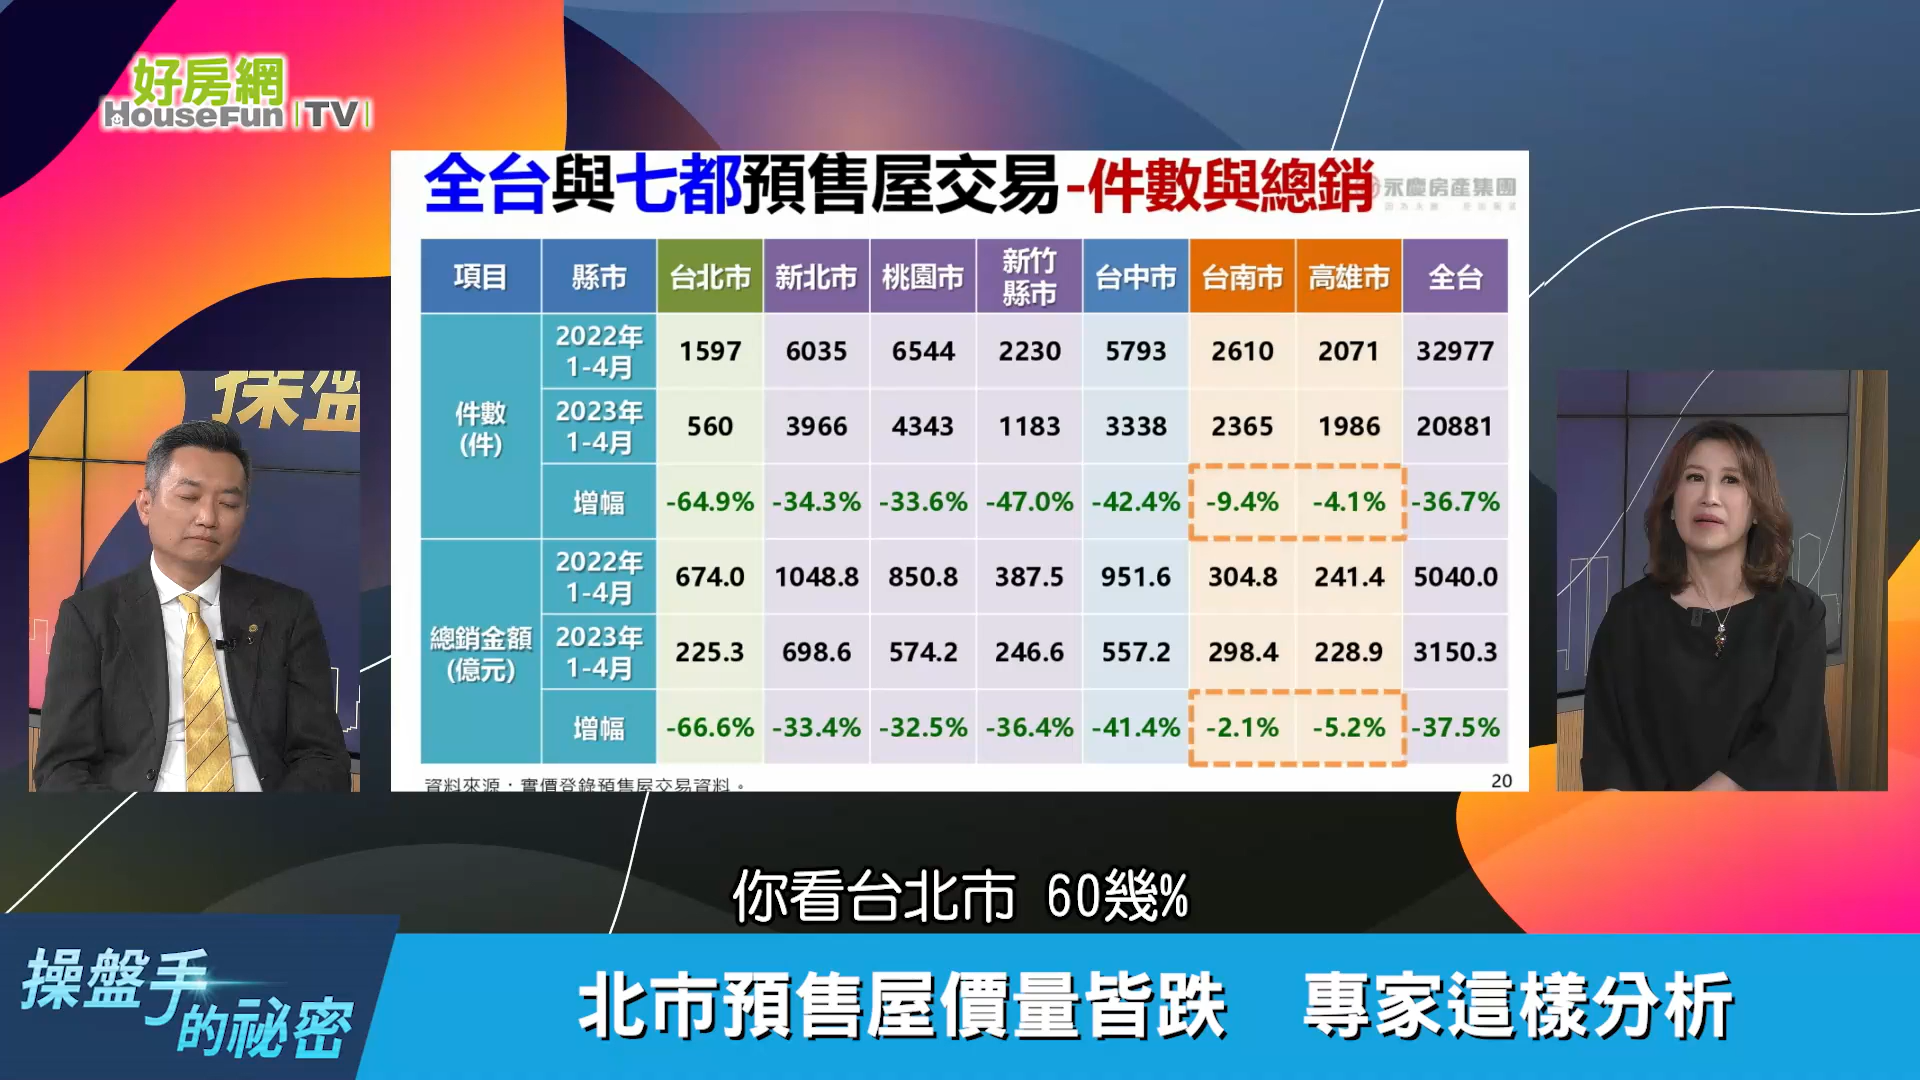 好房網
HouseFun TV
全台與七都預售屋交易-件數與總銷
永慶房產集團
項目 縣市 台北市 新北市 桃園市 新竹縣市 台中市 台南市 高雄市 全台
件數(件)
2022年1-4月 1597 6035 6544 2230 5793 2610 2071 32977
2023年1-4月 560 3966 4343 1183 3338 2365 1986 20881
增幅 -64.9% -34.3% -33.6% -47.0% -42.4% -9.4% -4.1% -36.7%
總銷金額(億元)
2022年1-4月 674.0 1048.8 850.8 387.5 951.6 304.8 241.4 5040.0
2023年1-4月 225.3 698.6 574.2 246.6 557.2 298.4 228.9 3150.3
增幅 -66.6% -33.4% -32.5% -36.4% -41.4% -2.1% -5.2% -37.5%
資料來源：實價登錄預售屋交易資料。
20
操盤
你看台北市 60幾%
操盤手的祕密
北市預售屋價量皆跌 專家這樣分析